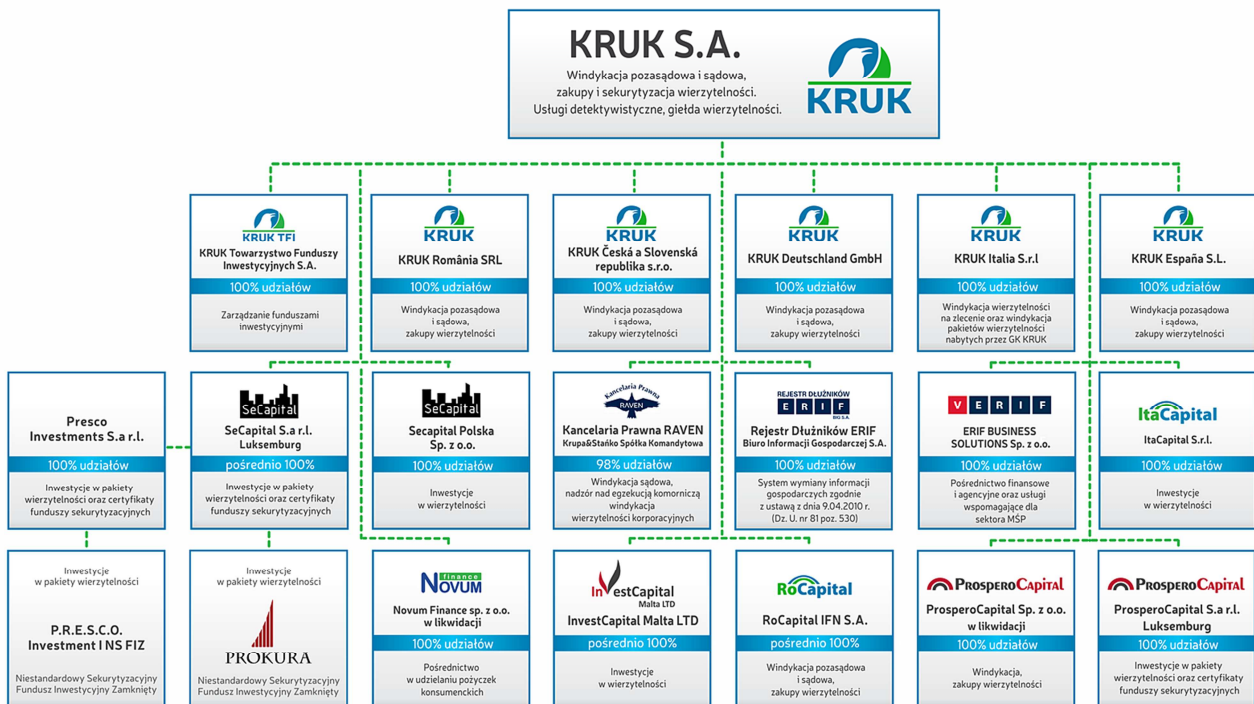 KRUK S.A.
Windykacja pozasądowa i sądowa,
zakupy i sekurytyzacja wierzytelności.
Usługi detektywistyczne, giełda wierzytelności.
KRUK
KRUK TFI
KRUK Towarzystwo Funduszy
Inwestycyjnych S.A.
100% udziałów
Zarządzanie funduszami
inwestycyjnymi
KRUK
KRUK România SRL
100% udziałów
Windykacja pozasądowa
i sądowa,
zakupy wierzytelności
KRUK
KRUK Česká a Slovenská
republika s.r.o.
100% udziałów
Windykacja pozasądowa
i sądowa,
zakupy wierzytelności
KRUK
KRUK Deutschland GmbH
100% udziałów
Windykacja pozasądowa
i sądowa,
zakupy wierzytelności
KRUK
KRUK Italia S.r.l
100% udziałów
Windykacja wierzytelności
na zlecenie oraz windykacja
pakietów wierzytelności
nabytych przez GK KRUK
KRUK
KRUK España S.L.
100% udziałów
Windykacja pozasądowa
i sądowa,
zakupy wierzytelności
Presco
Investments S.a r.l.
100% udziałów
Inwestycje w pakiety
wierzytelności oraz certyfikaty
funduszy sekurytyzacyjnych
SeCapital
SeCapital S.a r.l.
Luksemburg
pośrednio 100%
Inwestycje w pakiety
wierzytelności oraz certyfikaty
funduszy sekurytyzacyjnych
SeCapital
Secapital Polska
Sp. z o.o.
100% udziałów
Inwestycje
w wierzytelności
Kancelaria Prawna
RAVEN
Kancelaria Prawna RAVEN
Krupa&Stańko Spółka Komandytowa
98% udziałów
Windykacja sądowa,
nadzór nad egzekucją komorniczą
windykacja
wierzytelności korporacyjnych
REJESTR DŁUŻNIKÓW
ERIF
BIG S.A.
Rejestr Dłużników ERIF
Biuro Informacji Gospodarczej S.A.
100% udziałów
System wymiany informacji
gospodarczych zgodnie
z ustawą z dnia 9.04.2010 r.
(Dz. U. nr 81 poz. 530)
VERIF
ERIF BUSINESS
SOLUTIONS Sp. z o.o.
100% udziałów
Pośrednictwo finansowe
i agencyjne oraz usługi
wspomagające dla
sektora MŚP
ItaCapital
ItaCapital S.r.l.
100% udziałów
Inwestycje
w wierzytelności
Inwestycje
w pakiety wierzytelności
P.R.E.S.C.O.
Investment I NS FIZ
Niestandardowy Sekurytyzacyjny
Fundusz Inwestycyjny Zamknięty
Inwestycje
w pakiety wierzytelności
PROKURA
Niestandardowy Sekurytyzacyjny
Fundusz Inwestycyjny Zamknięty
finance
NOVUM
Novum Finance sp. z o.o.
w likwidacji
100% udziałów
Pośrednictwo
w udzielaniu pożyczek
konsumenckich
InvestCapital
Malta LTD
InvestCapital Malta LTD
pośrednio 100%
Inwestycje
w wierzytelności
RoCapital
RoCapital IFN S.A.
pośrednio 100%
Windykacja pozasądowa
i sądowa,
zakupy wierzytelności
PROSPEROCAPITAL
ProsperoCapital Sp. z o.o.
w likwidacji
100% udziałów
Windykacja,
zakupy wierzytelności
PROSPEROCAPITAL
ProsperoCapital S.a r.l.
Luksemburg
100% udziałów
Inwestycje w pakiety
wierzytelności oraz certyfikaty
funduszy sekurytyzacyjnych